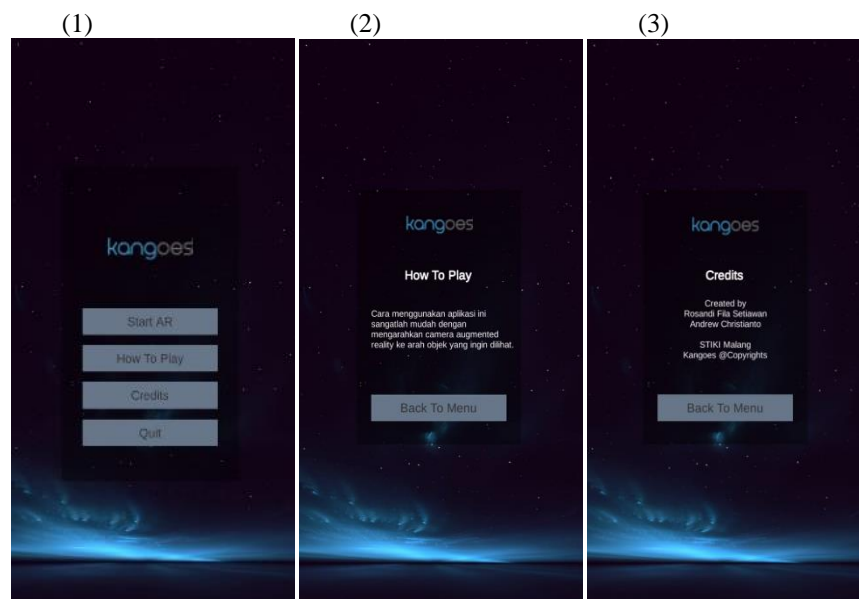 (1)
(2)
(3)
kangoes
Start AR
How To Play
Credits
Quit
kangoes
How To Play
Cara menggunakan aplikasi ini
sangatlah mudah dengan
mengarahkan camera augmented
reality ke arah objek yang ingin dilihat.
Back To Menu
kangoes
Credits
Created by
Rosandi Fila Setiawan
Andrew Christianto
STIKI Malang
Kangoes @Copyrights
Back To Menu